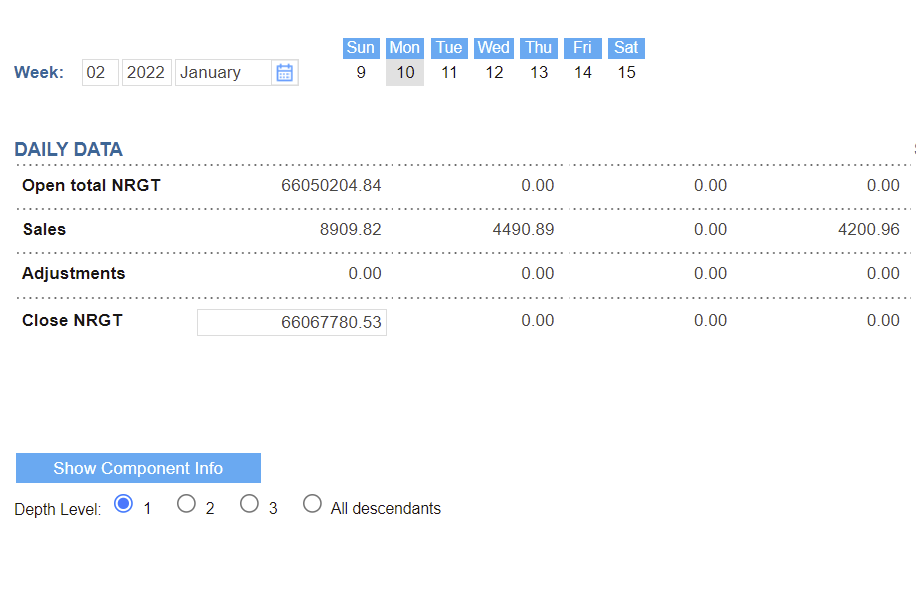 Sun Mon Tue Wed Thu Fri Sat
Week: 02 2022 January 9 10 11 12 13 14 15
DAILY DATA
Open total NRGT 66050204.84 0.00 0.00 0.00
Sales 8909.82 4490.89 0.00 4200.96
Adjustments 0.00 0.00 0.00 0.00
Close NRGT 66067780.53 0.00 0.00 0.00
Show Component Info
Depth Level: 1 2 3 All descendants